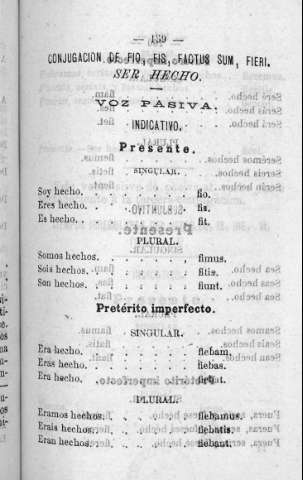 — 139 —
CONJUGACION DE FIO, FIS, FACTUS SUM, FIERI.
SER HECHO.
VOZ PASIVA.
INDICATIVO.
Presente.
SINGULAR.
Soy hecho. . . . . . fio.
Eres hecho. . . . . . fis.
Es hecho. . . . . . fit.
PLURAL.
Somos hechos. . . . . fimus.
Sois hechos. . . . . fitis.
Son hechos. . . . . fiunt.
Pretérito imperfecto.
SINGULAR.
Era hecho. . . . . . fiebam.
Eras hecho. . . . . . fiebas.
Era hecho. . . . . . fiebat.
PLURAL.
Eramos hechos. . . . . fiebamus.
Erais hechos. . . . . fiebatis.
Eran hechos. . . . . fiebant.